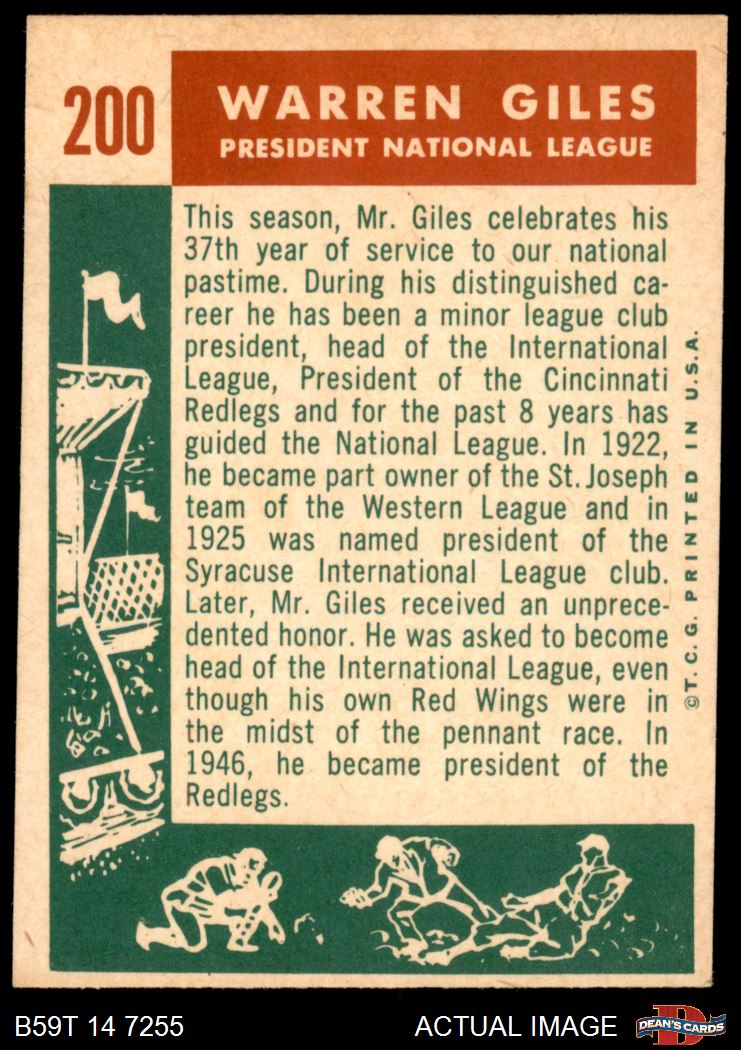 200
WARREN GILES
PRESIDENT NATIONAL LEAGUE
This season, Mr. Giles celebrates his
37th year of service to our national
pastime. During his distinguished ca-
reer he has been a minor league club
president, head of the International
League, President of the Cincinnati
Redlegs and for the past 8 years has
guided the National League. In 1922,
he became part owner of the St. Joseph
team of the Western League and in
1925 was named president of the
Syracuse International League club.
Later, Mr. Giles received an unprece-
dented honor. He was asked to become
head of the International League, even
though his own Red Wings were in
the midst of the pennant race. In
1946, he became president of the
Redlegs.
© T. C. G. PRINTED IN U. S. A.
B59T 14 7255
ACTUAL IMAGE
DEAN'S CARDS